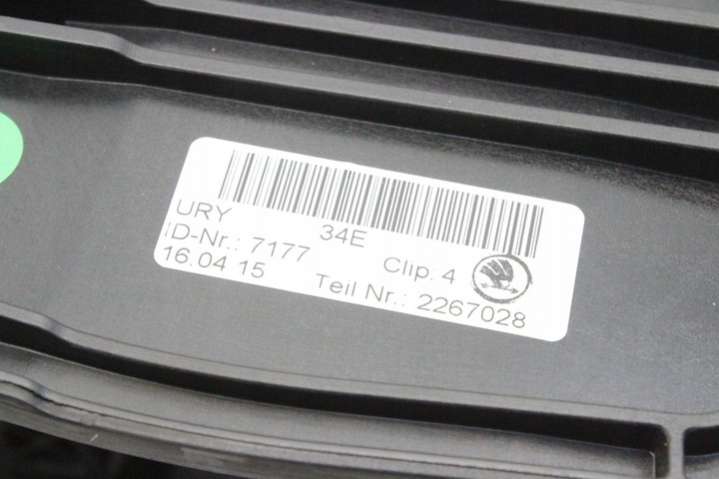 URY 34E
ID-Nr.: 7177 Clip. 4
16.04.15 Teil Nr.: 2267028